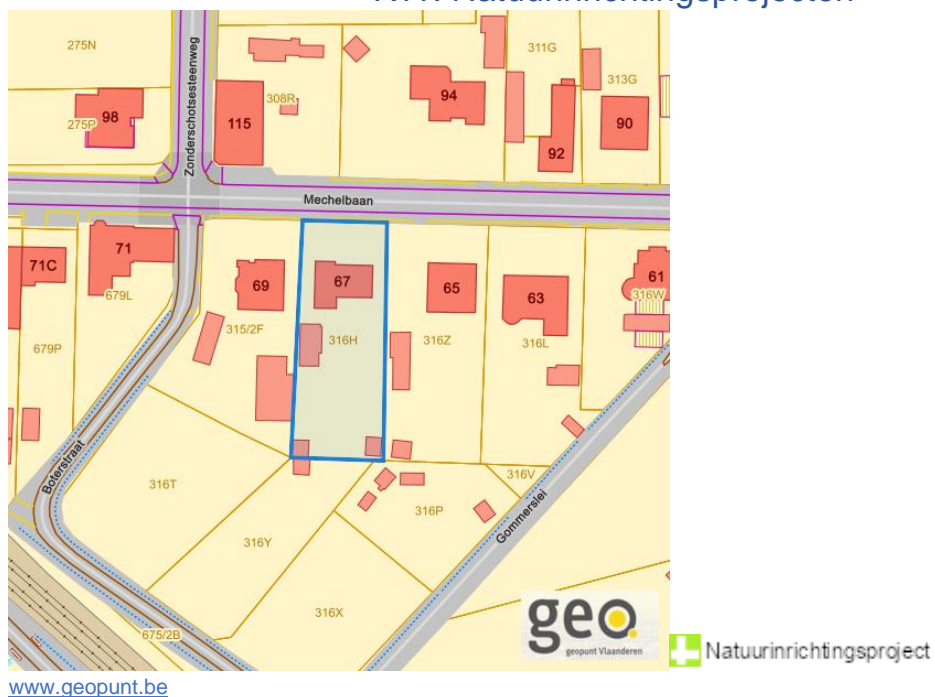 275N
311G
313G
308R
94
98
275P
115
90
92
Zonderschotsesteenweg
Mechelbaan
71
71C
679L
69
67
65
63
61
316W
315/2F
316H
316Z
316L
679P
Boterstraat
316T
316V
316P
Gommerslei
316Y
316X
675/2B
geo
geopunt Vlaanderen
Natuurinrichtingsproject
www.geopunt.be